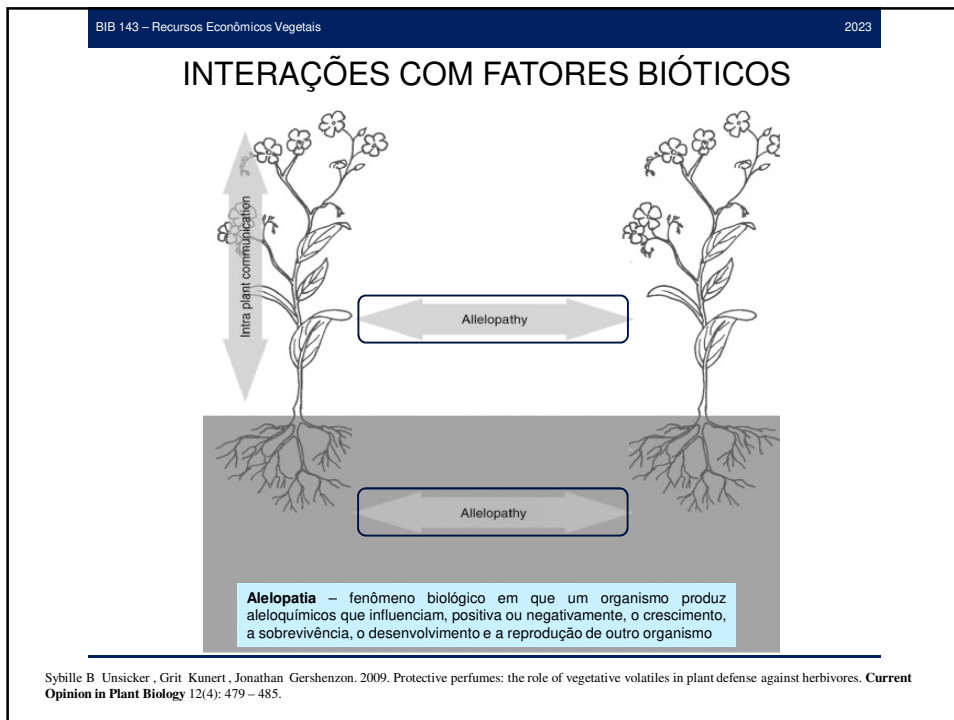 BIB 143 – Recursos Econômicos Vegetais 2023
INTERAÇÕES COM FATORES BIÓTICOS
Intra plant communication
Allelopathy
Allelopathy
Alelopatia – fenômeno biológico em que um organismo produz
aleloquímicos que influenciam, positiva ou negativamente, o crescimento,
a sobrevivência, o desenvolvimento e a reprodução de outro organismo
Sybille B Unsicker , Grit Kunert , Jonathan Gershenzon. 2009. Protective perfumes: the role of vegetative volatiles in plant defense against herbivores. Current
Opinion in Plant Biology 12(4): 479 – 485.